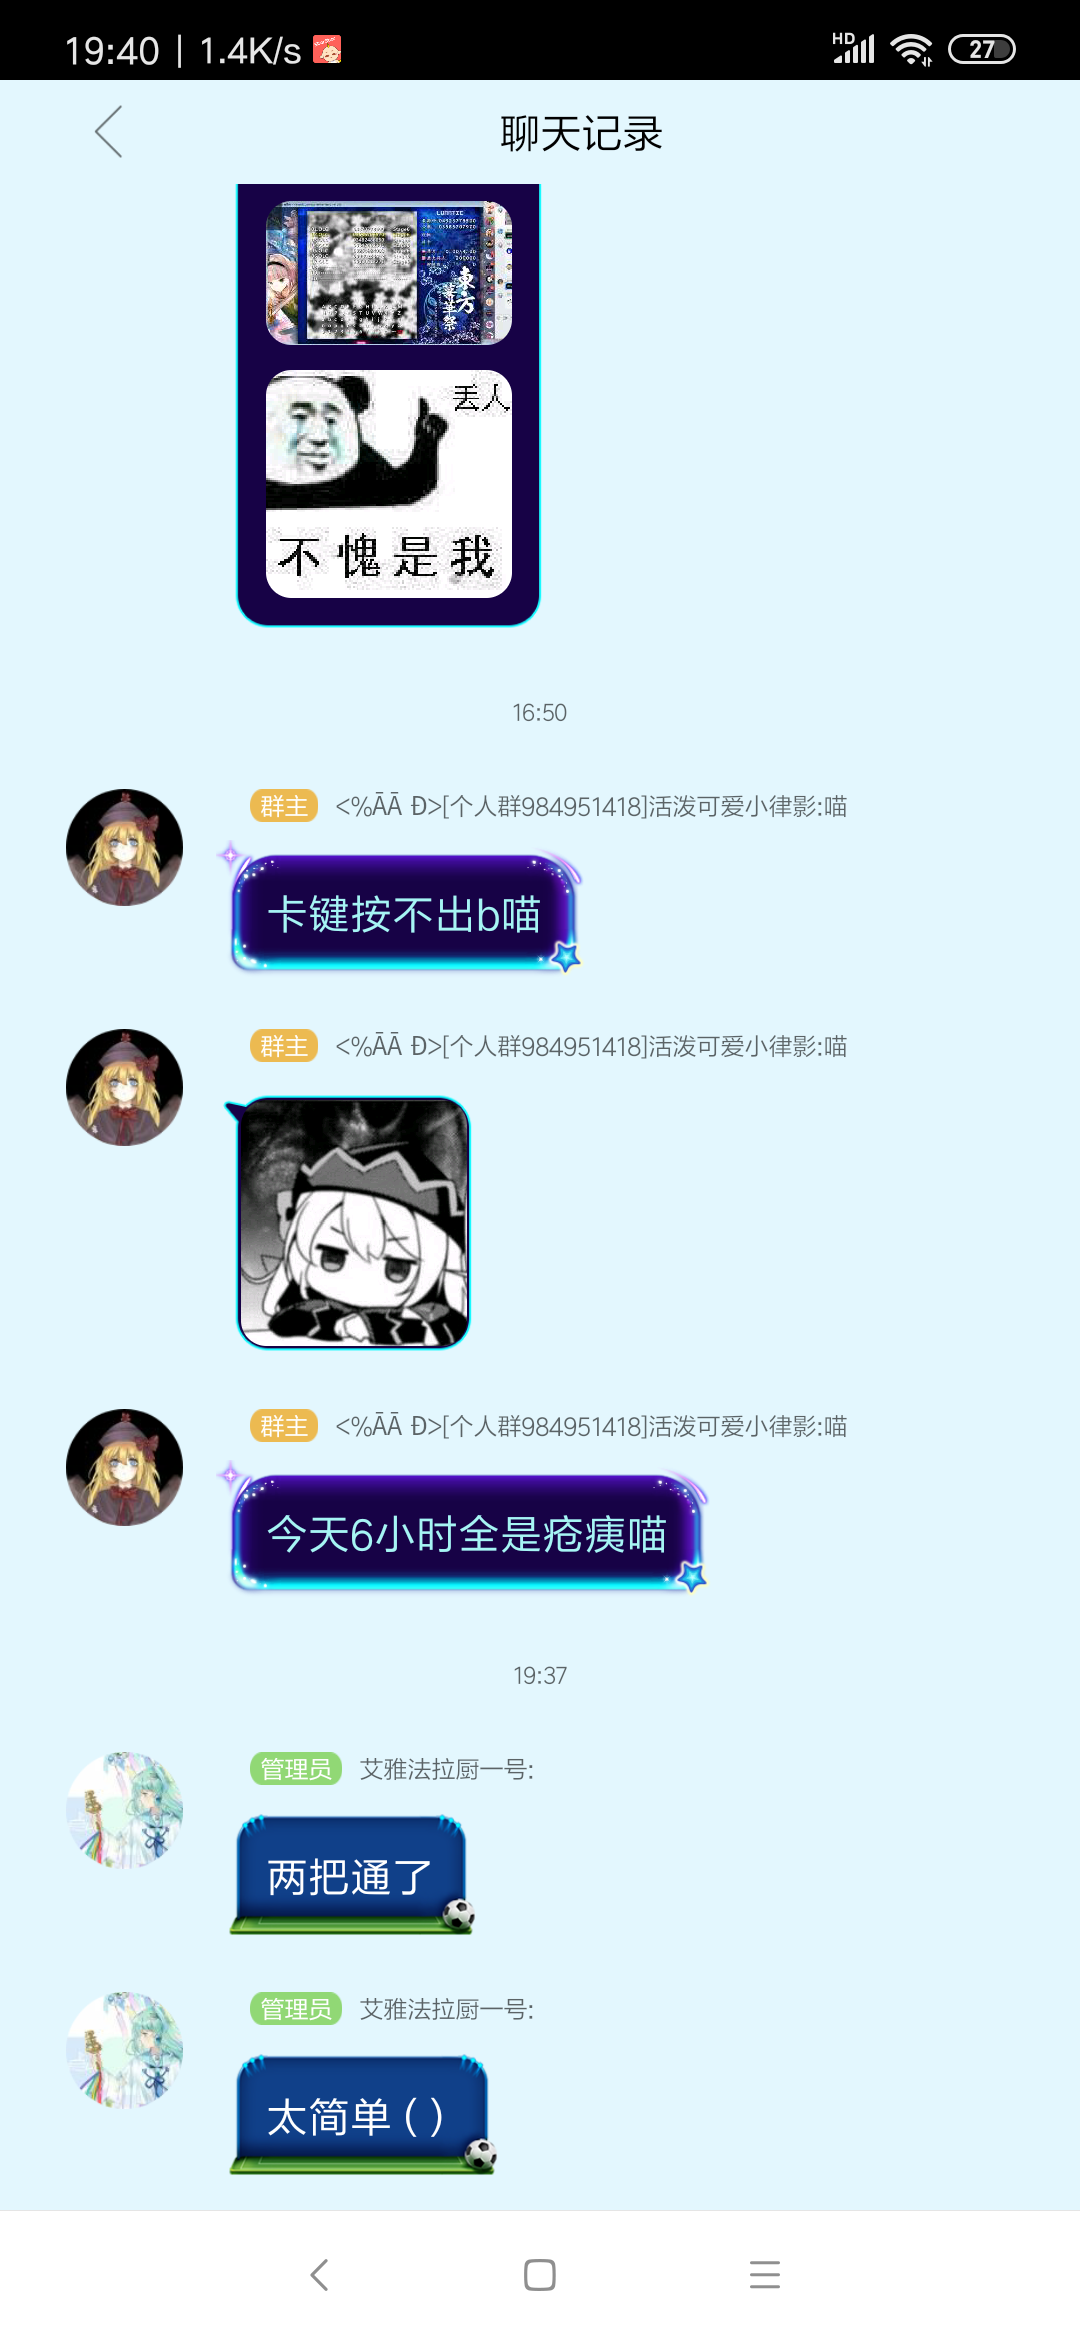 19:40 | 1.4K/s
HD
27
聊天记录
LUNATIC
東方
丢人
不愧是我
16:50
群主 <%ĀĀ Đ>[个人群984951418]活泼可爱小律影:喵
卡键按不出b喵
群主 <%ĀĀ Đ>[个人群984951418]活泼可爱小律影:喵
群主 <%ĀĀ Đ>[个人群984951418]活泼可爱小律影:喵
今天6小时全是疮痍喵
19:37
管理员 艾雅法拉厨一号:
两把通了
管理员 艾雅法拉厨一号:
太简单()